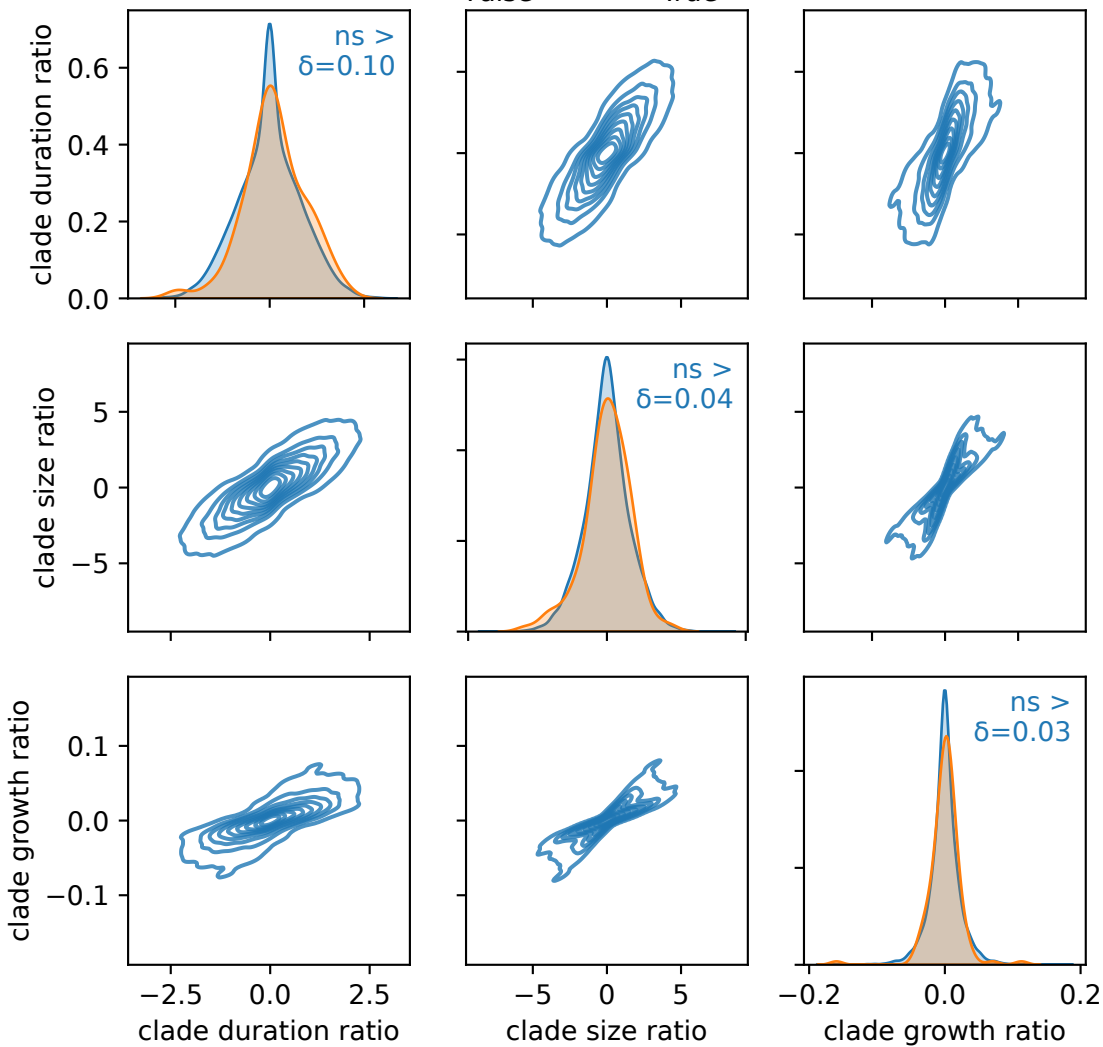 clade duration ratio
0.6
0.4
0.2
0.0
ns >
δ=0.10
clade size ratio
5
0
−5
ns >
δ=0.04
clade growth ratio
0.1
0.0
−0.1
ns >
δ=0.03
−2.5 0.0 2.5
−5 0 5
−0.2 0.0 0.2
clade duration ratio
clade size ratio
clade growth ratio